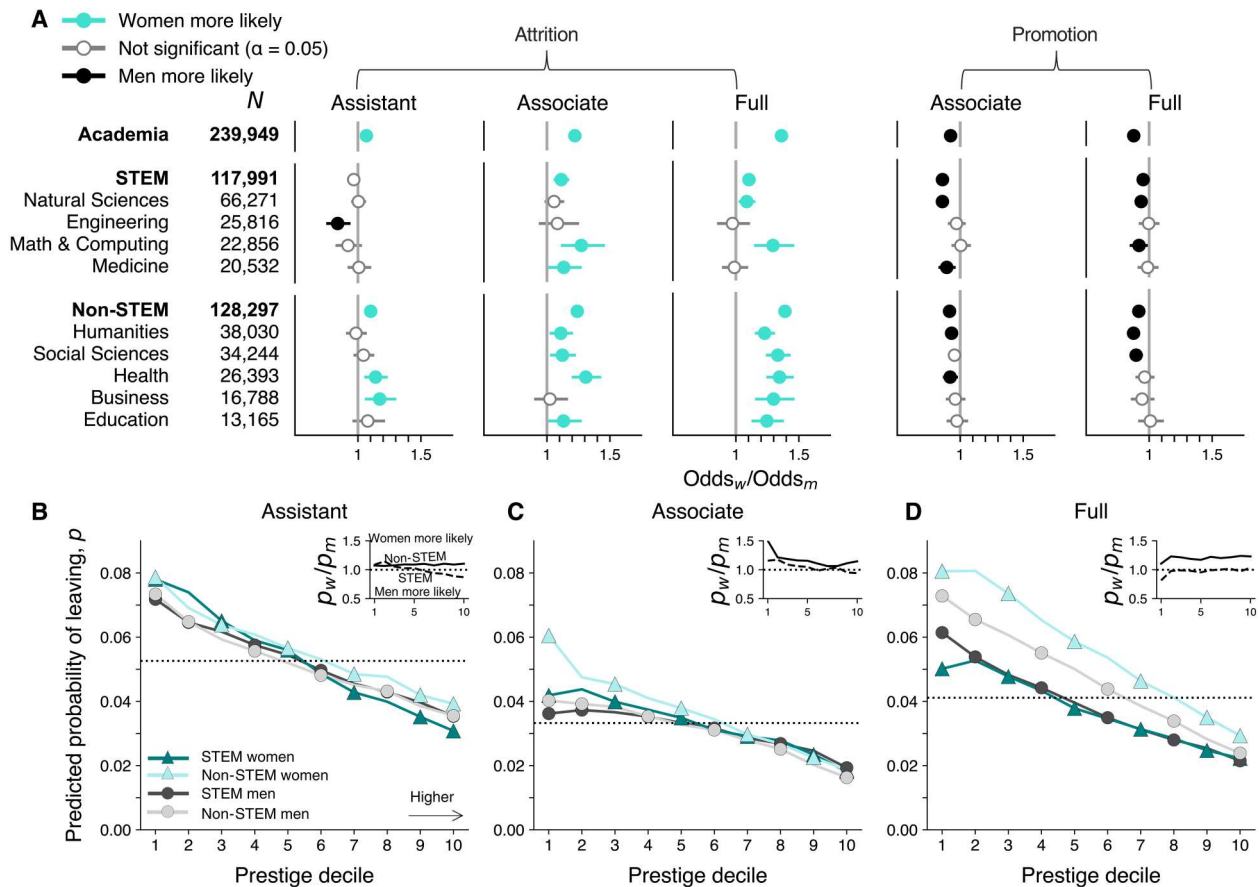 A
Women more likely
Not significant (α = 0.05)
Men more likely
Attrition
Promotion
N
Assistant
Associate
Full
Associate
Full
Academia 239,949
STEM 117,991
Natural Sciences 66,271
Engineering 25,816
Math & Computing 22,856
Medicine 20,532
Non-STEM 128,297
Humanities 38,030
Social Sciences 34,244
Health 26,393
Business 16,788
Education 13,165
1 1.5 1 1.5 1 1.5 1 1.5 1 1.5
Odds_w/Odds_m
B
Assistant
Predicted probability of leaving, p
0.08
0.06
0.04
0.02
0.00
p_w/p_m
1.5
1.0
0.5
Women more likely
Non-STEM
STEM
Men more likely
1 5 10
STEM women
Non-STEM women
STEM men
Non-STEM men
Higher
1 2 3 4 5 6 7 8 9 10
Prestige decile
C
Associate
0.08
0.06
0.04
0.02
0.00
p_w/p_m
1.5
1.0
0.5
1 5 10
1 2 3 4 5 6 7 8 9 10
Prestige decile
D
Full
0.08
0.06
0.04
0.02
0.00
p_w/p_m
1.5
1.0
0.5
1 5 10
1 2 3 4 5 6 7 8 9 10
Prestige decile